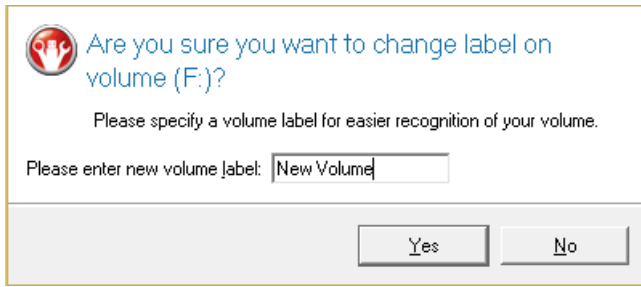 Are you sure you want to change label on
volume (F:)?
Please specify a volume label for easier recognition of your volume.
Please enter new volume label: New Volume
Yes No